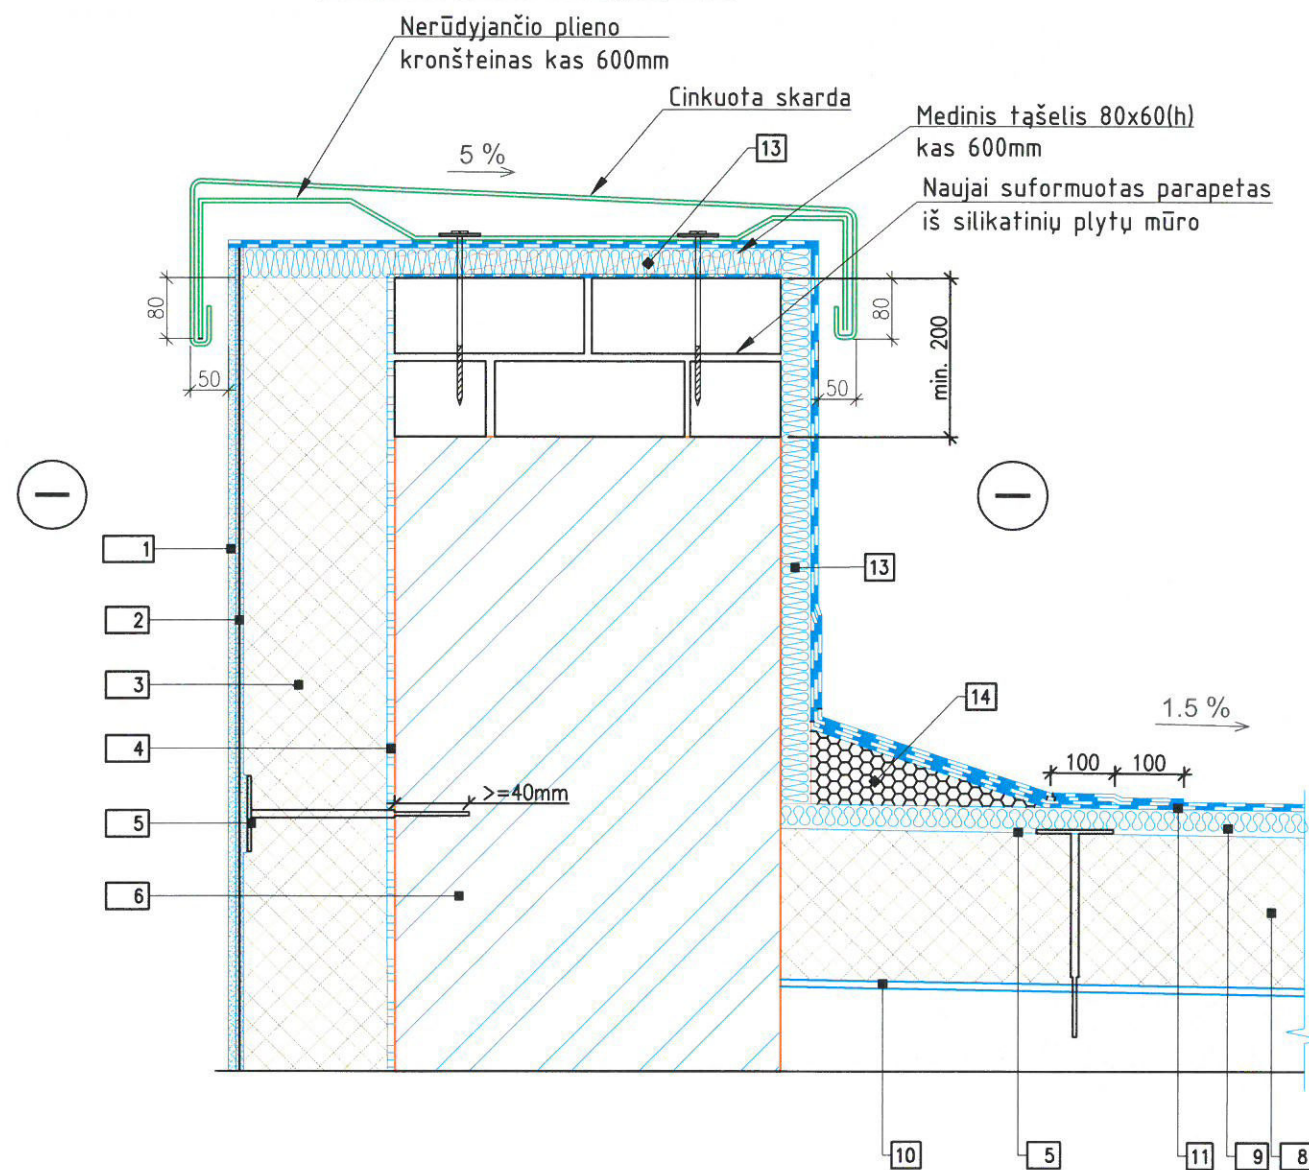 Nerūdyjančio plieno
kronšteinas kas 600mm
Cinkuota skarda
Medinis tąšelis 80x60(h)
kas 600mm
13
5 %
Naujai suformuotas parapetas
iš silikatinių plytų mūro
80
80
min. 200
50
50
1
13
2
3
14
1.5 %
4
100
100
>=40mm
5
6
10
5
11
9
8